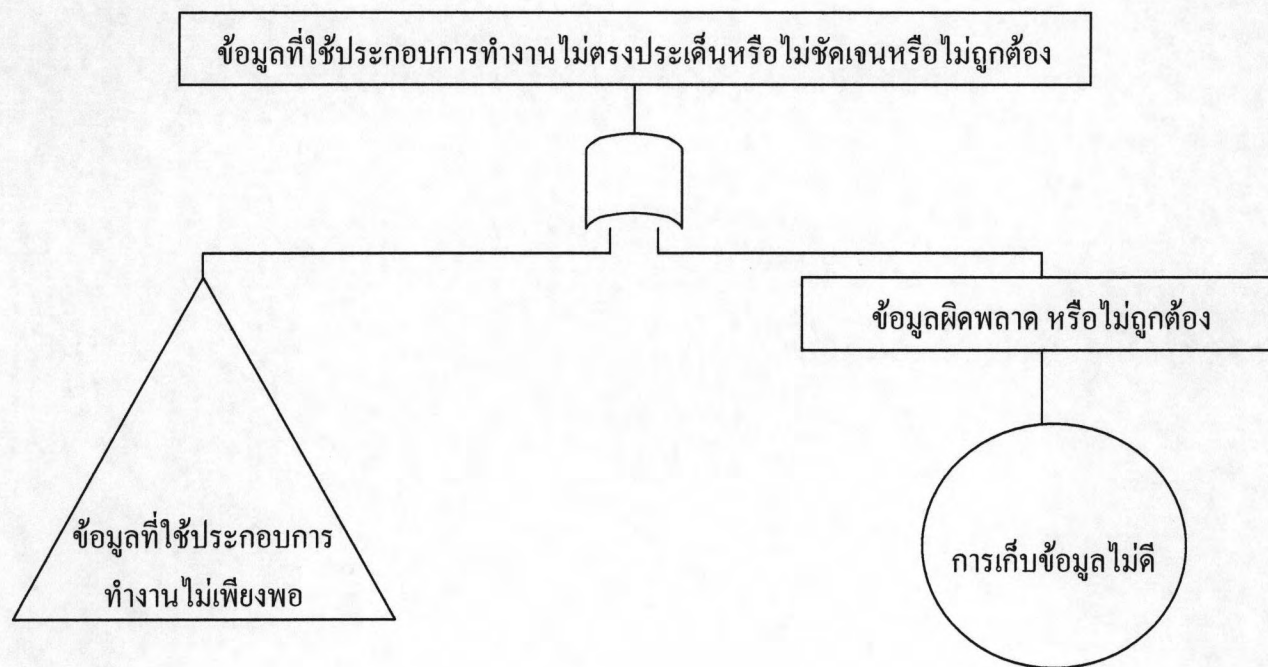 ข้อมูลที่ใช้ประกอบการทำงานไม่ตรงประเด็นหรือไม่ชัดเจนหรือไม่ถูกต้อง
ข้อมูลผิดพลาด หรือไม่ถูกต้อง
ข้อมูลที่ใช้ประกอบการ
ทำงานไม่เพียงพอ
การเก็บข้อมูลไม่ดี